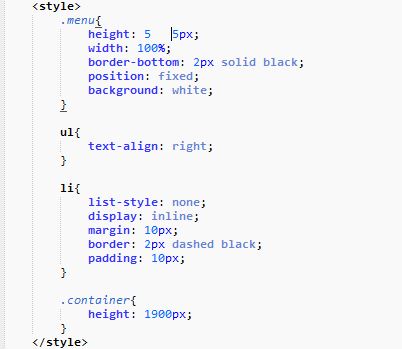 <style>
.menu{
height: 5   5px;
width: 100%;
border-bottom: 2px solid black;
position: fixed;
background: white;
}
ul{
text-align: right;
}
li{
list-style: none;
display: inline;
margin: 10px;
border: 2px dashed black;
padding: 10px;
}
.container{
height: 1900px;
}
</style>